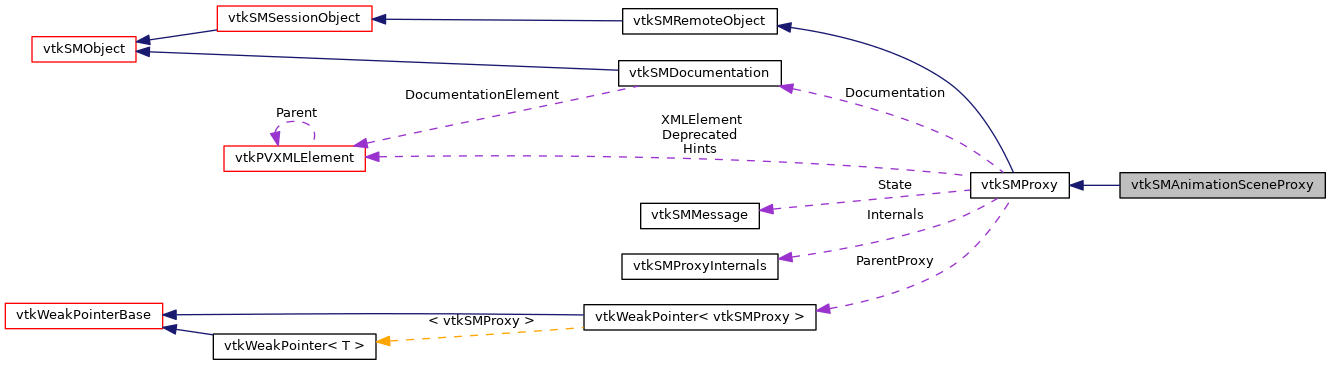 vtkSMSessionObject
vtkSMRemoteObject
vtkSMObject
vtkSMDocumentation
DocumentationElement
Documentation
Parent
XMLElement
Deprecated
Hints
vtkPVXMLElement
vtkSMProxy
vtkSMAnimationSceneProxy
State
vtkSMMessage
Internals
vtkSMProxyInternals
ParentProxy
vtkWeakPointerBase
< vtkSMProxy >
vtkWeakPointer< vtkSMProxy >
vtkWeakPointer< T >